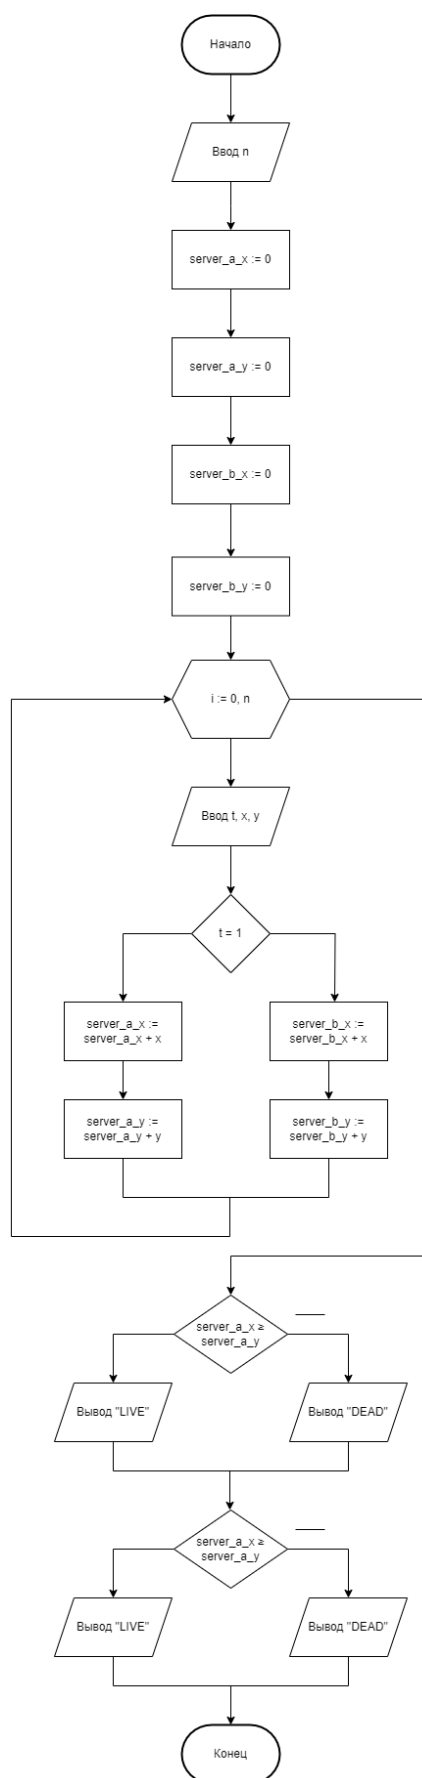 Начало
Ввод n
server_a_x := 0
server_a_y := 0
server_b_x := 0
server_b_y := 0
i := 0, n
Ввод t, x, y
t = 1
server_a_x :=
server_a_x + x
server_b_x :=
server_b_x + x
server_a_y :=
server_a_y + y
server_b_y :=
server_b_y + y
server_a_x ≥
server_a_y
Вывод "LIVE"
Вывод "DEAD"
server_a_x ≥
server_a_y
Вывод "LIVE"
Вывод "DEAD"
Конец